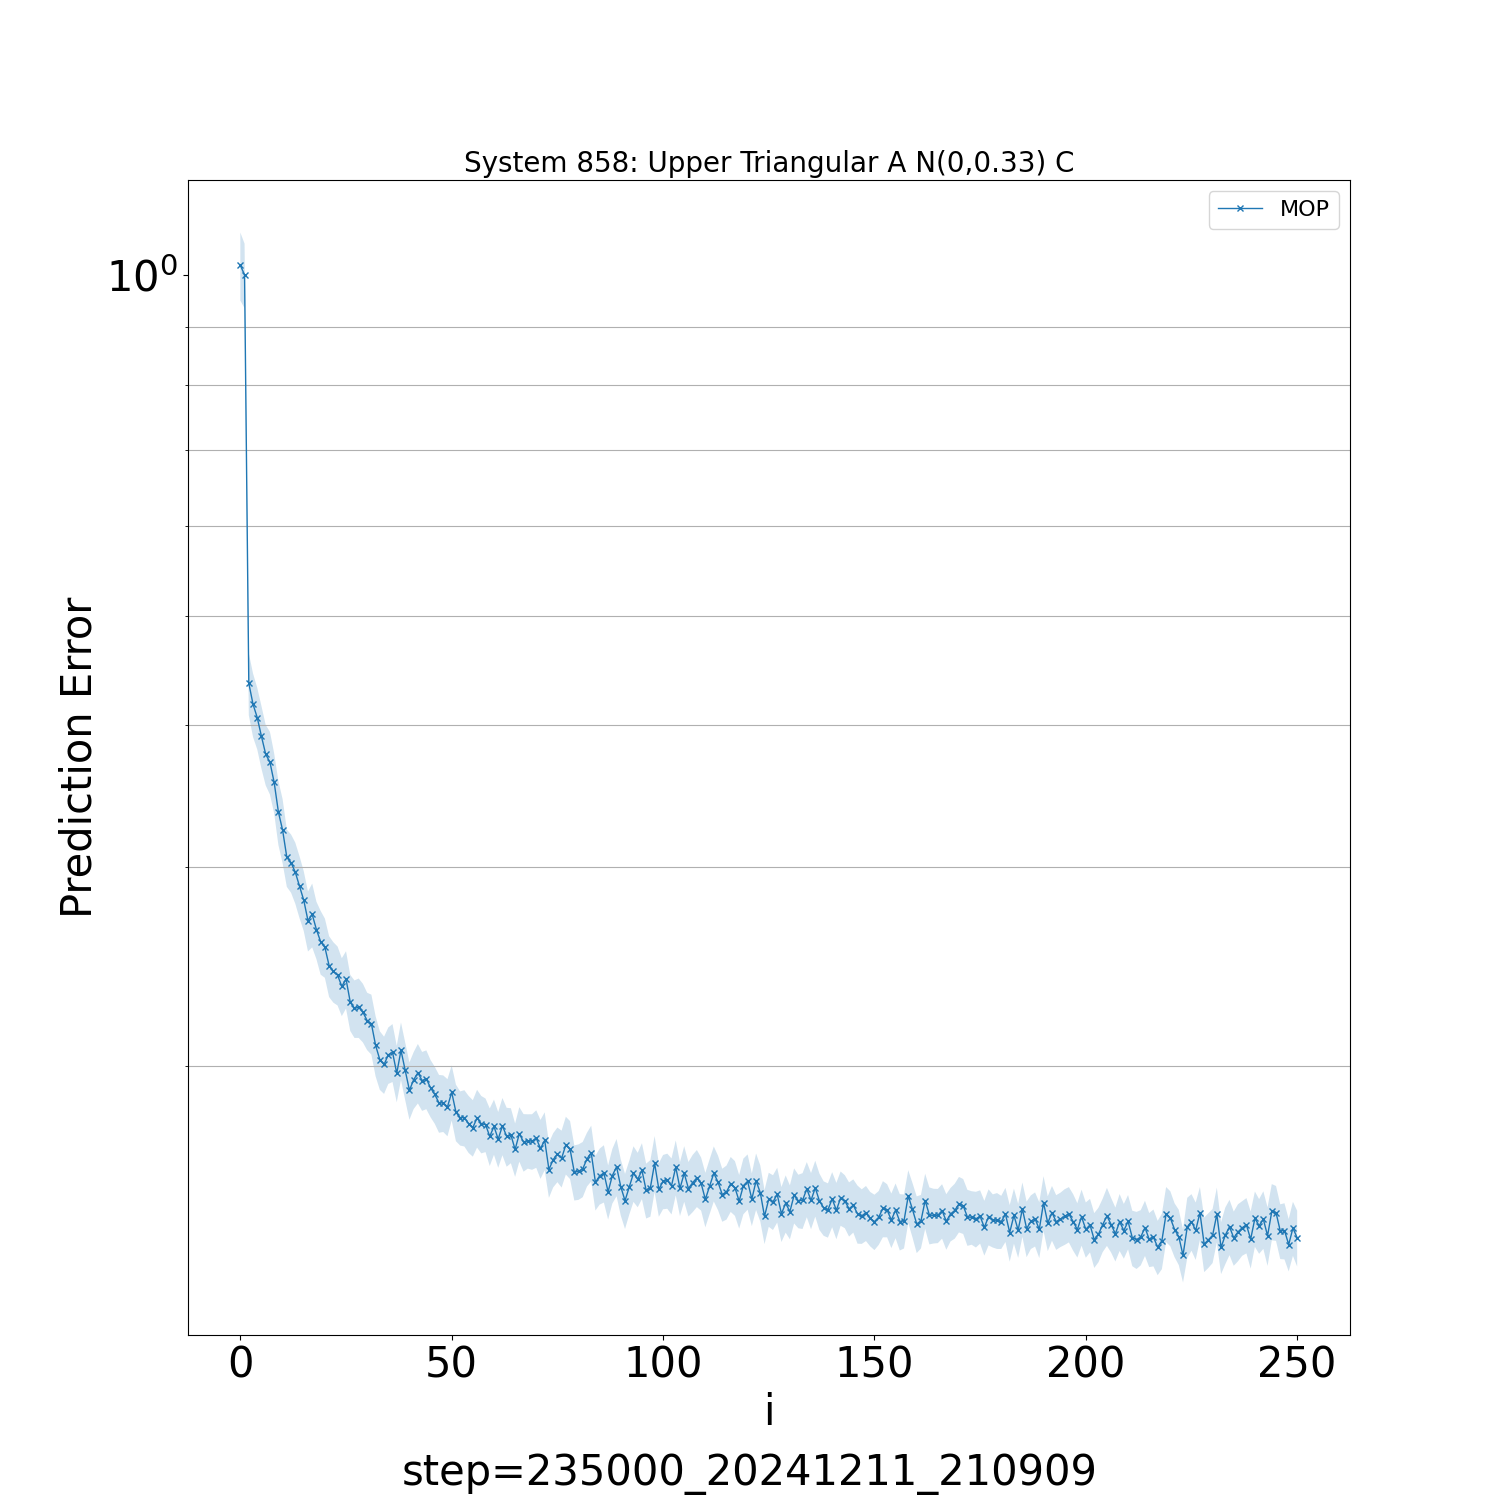 System 858: Upper Triangular A N(0,0.33) C
MOP
10⁰
Prediction Error
0 50 100 150 200 250
i
step=235000_20241211_210909